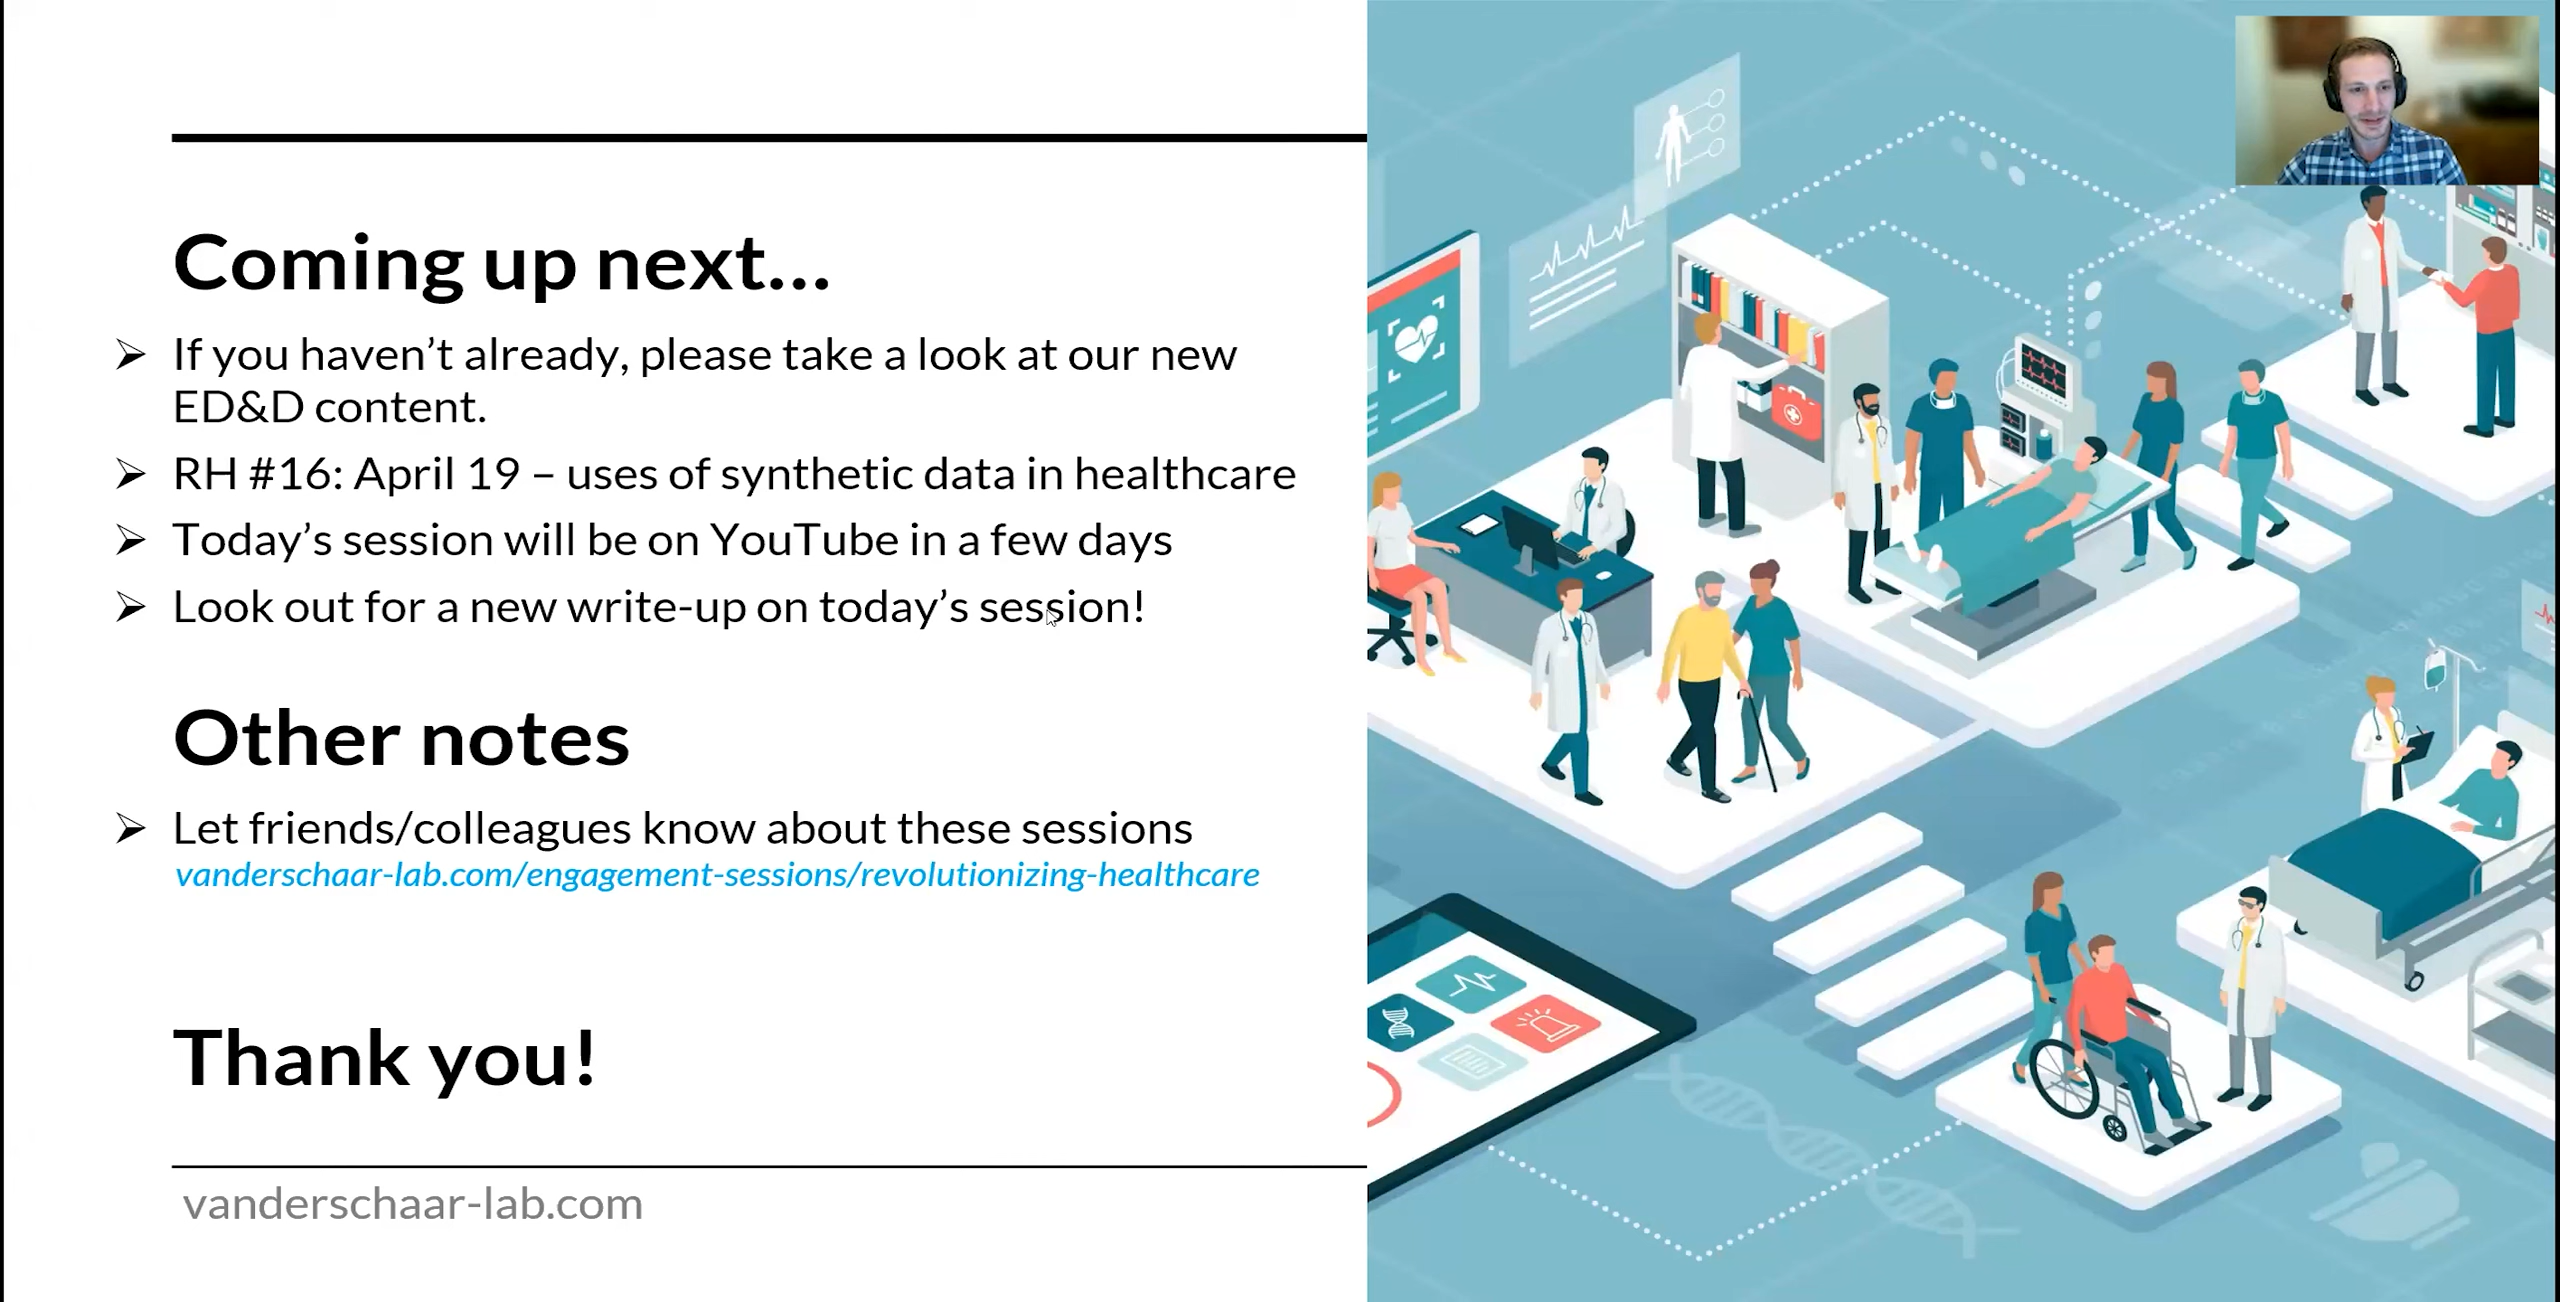 Coming up next...
➢ If you haven’t already, please take a look at our new
ED&D content.
➢ RH #16: April 19 – uses of synthetic data in healthcare
➢ Today’s session will be on YouTube in a few days
➢ Look out for a new write-up on today’s session!
Other notes
➢ Let friends/colleagues know about these sessions
vanderschaar-lab.com/engagement-sessions/revolutionizing-healthcare
Thank you!
vanderschaar-lab.com